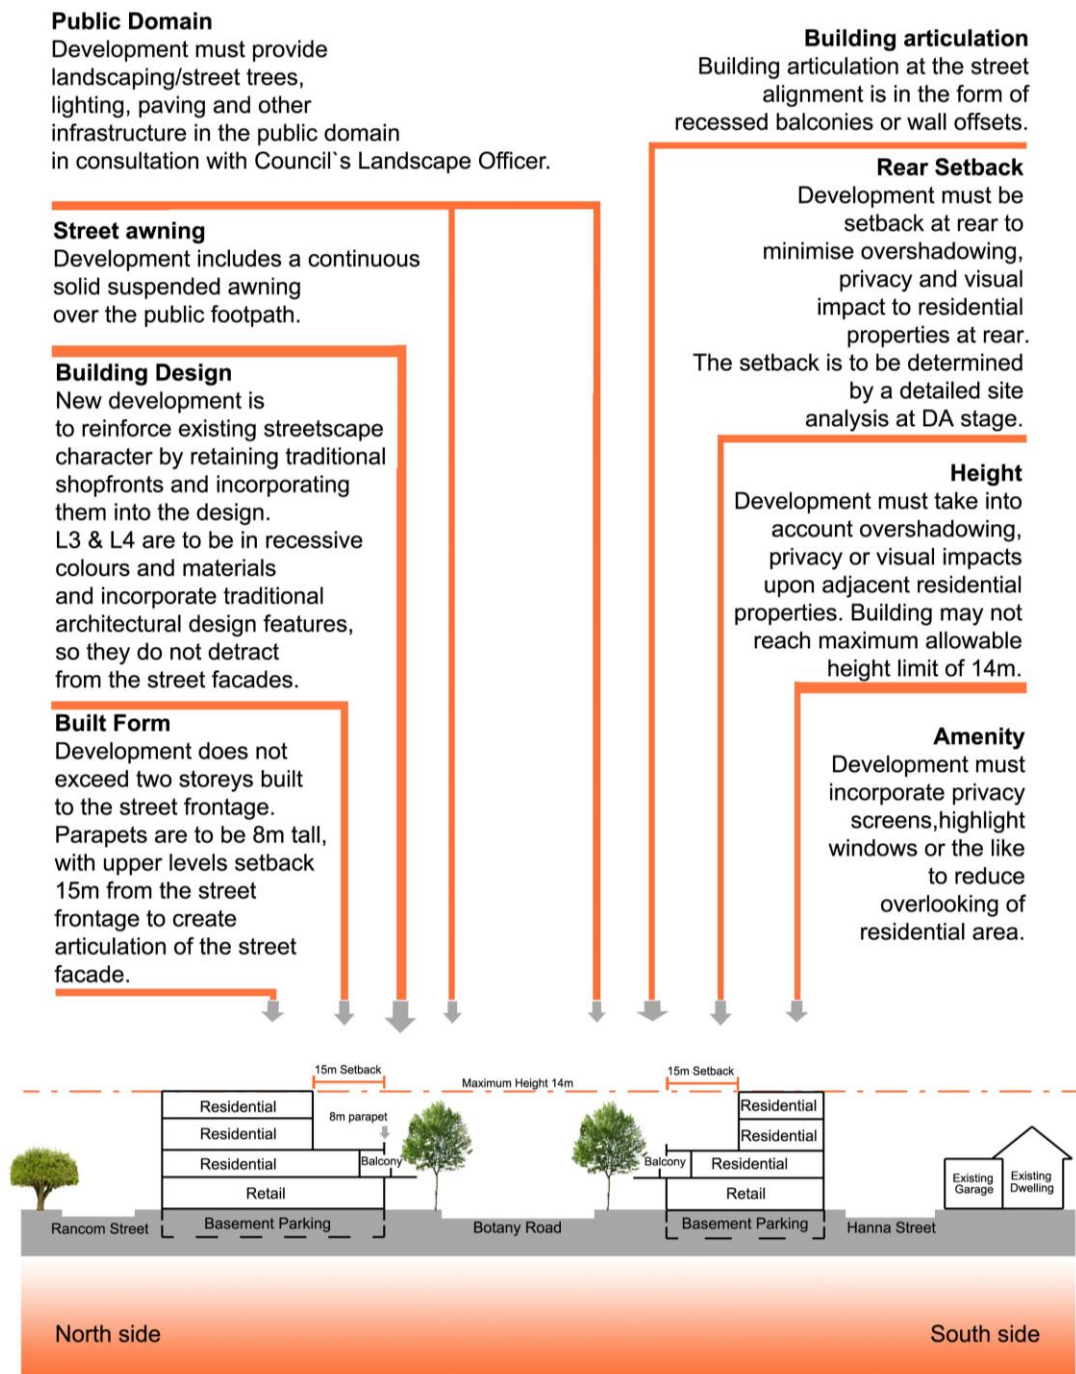 Public Domain
Development must provide
landscaping/street trees,
lighting, paving and other
infrastructure in the public domain
in consultation with Council`s Landscape Officer.
Street awning
Development includes a continuous
solid suspended awning
over the public footpath.
Building Design
New development is
to reinforce existing streetscape
character by retaining traditional
shopfronts and incorporating
them into the design.
L3 & L4 are to be in recessive
colours and materials
and incorporate traditional
architectural design features,
so they do not detract
from the street facades.
Built Form
Development does not
exceed two storeys built
to the street frontage.
Parapets are to be 8m tall,
with upper levels setback
15m from the street
frontage to create
articulation of the street
facade.
Building articulation
Building articulation at the street
alignment is in the form of
recessed balconies or wall offsets.
Rear Setback
Development must be
setback at rear to
minimise overshadowing,
privacy and visual
impact to residential
properties at rear.
The setback is to be determined
by a detailed site
analysis at DA stage.
Height
Development must take into
account overshadowing,
privacy or visual impacts
upon adjacent residential
properties. Building may not
reach maximum allowable
height limit of 14m.
Amenity
Development must
incorporate privacy
screens,highlight
windows or the like
to reduce
overlooking of
residential area.
15m Setback
Maximum Height 14m
15m Setback
Residential
8m parapet
Residential
Residential
Balcony
Retail
Basement Parking
Rancom Street
Botany Road
Residential
Residential
Balcony
Residential
Retail
Basement Parking
Hanna Street
Existing
Garage
Existing
Dwelling
North side
South side